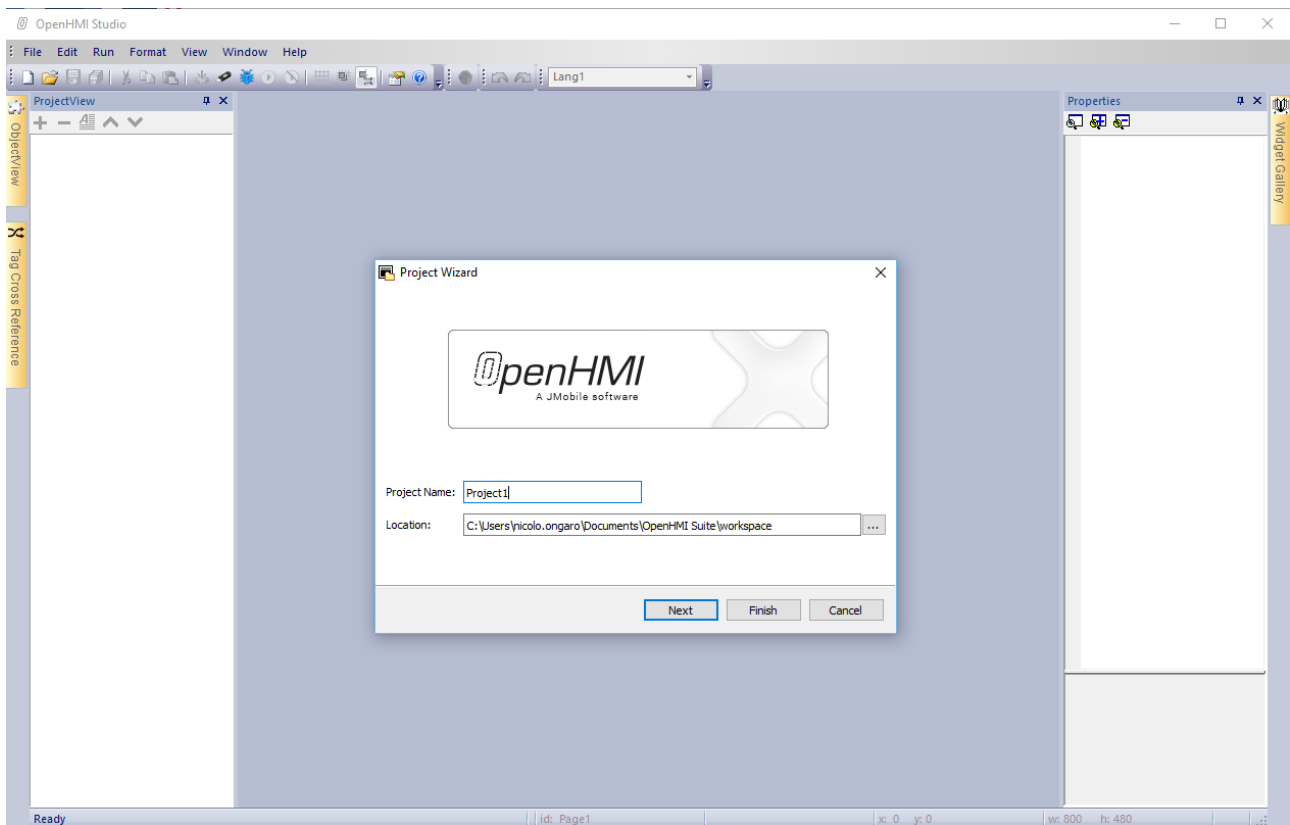 OpenHMI Studio
File Edit Run Format View Window Help
Lang1
ProjectView
Properties
ObjectView
Tag Cross Reference
Widget Gallery
Project Wizard
OpenHMI
A JMobile software
Project Name: Project1
Location: C:\Users\nicolo.ongaro\Documents\OpenHMI Suite\workspace ...
Next Finish Cancel
Ready id: Page1 x: 0 y: 0 w: 800 h: 480